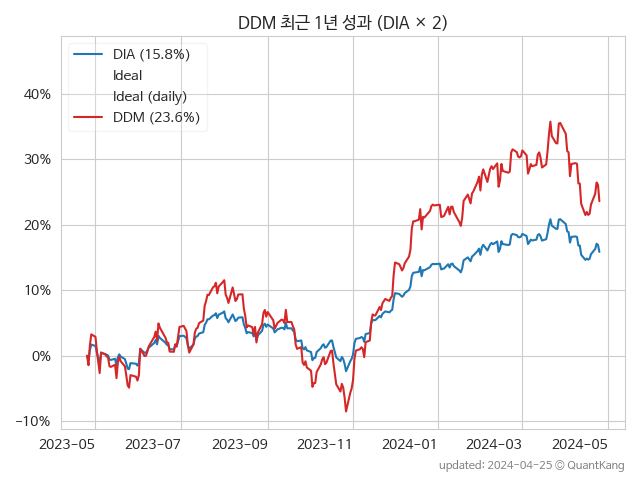 DDM 최근 1년 성과 (DIA × 2)
DIA (15.8%)
Ideal
Ideal (daily)
DDM (23.6%)
40%
30%
20%
10%
0%
−10%
2023-05 2023-07 2023-09 2023-11 2024-01 2024-03 2024-05
updated: 2024-04-25 © QuantKang